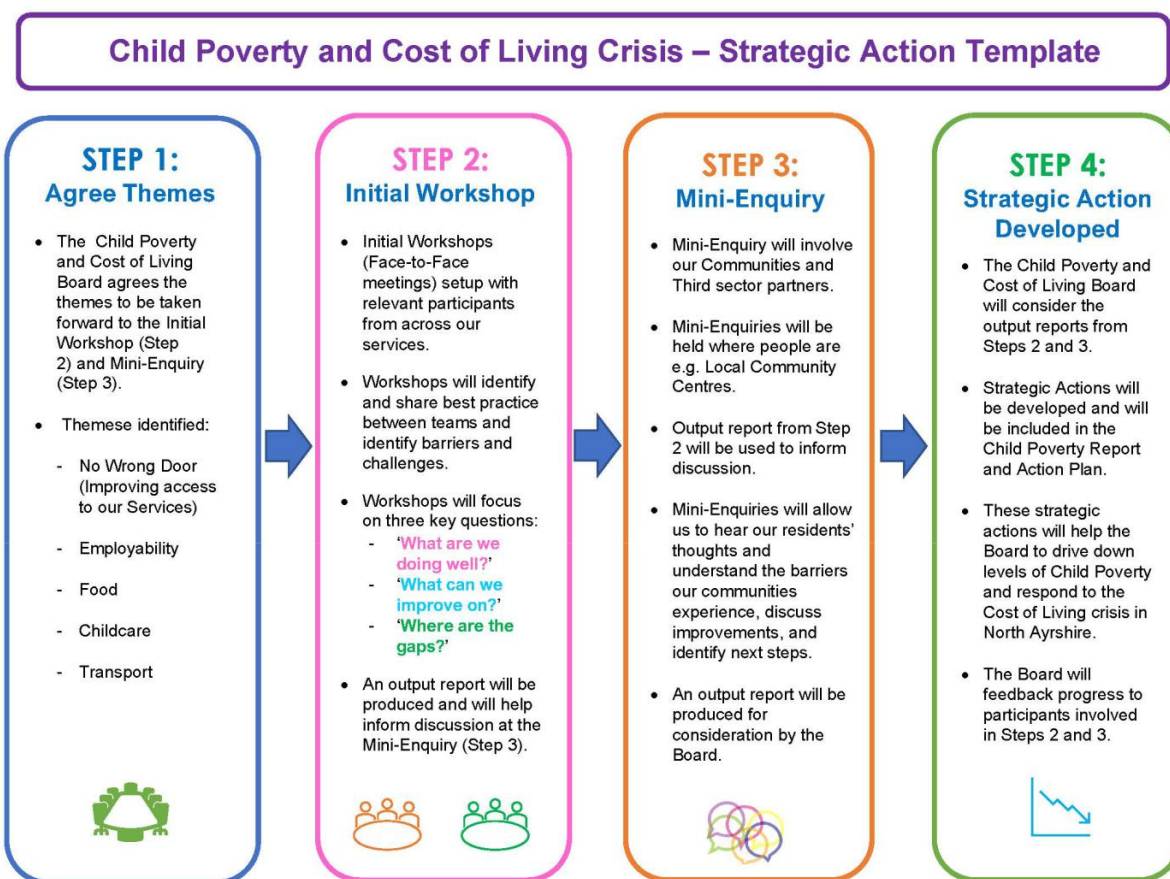 Child Poverty and Cost of Living Crisis – Strategic Action Template
STEP 1:
Agree Themes
• The Child Poverty
and Cost of Living
Board agrees the
themes to be taken
forward to the Initial
Workshop (Step
2) and Mini-Enquiry
(Step 3).
• Themese identified:
- No Wrong Door
(Improving access
to our Services)
- Employability
- Food
- Childcare
- Transport
STEP 2:
Initial Workshop
• Initial Workshops
(Face-to-Face
meetings) setup with
relevant participants
from across our
services.
• Workshops will identify
and share best practice
between teams and
identify barriers and
challenges.
• Workshops will focus
on three key questions:
- ‘What are we
doing well?’
- ‘What can we
improve on?’
- ‘Where are the
gaps?’
• An output report will be
produced and will help
inform discussion at the
Mini-Enquiry (Step 3).
STEP 3:
Mini-Enquiry
• Mini-Enquiry will involve
our Communities and
Third sector partners.
• Mini-Enquiries will be
held where people are
e.g. Local Community
Centres.
• Output report from Step
2 will be used to inform
discussion.
• Mini-Enquiries will allow
us to hear our residents’
thoughts and
understand the barriers
our communities
experience, discuss
improvements, and
identify next steps.
• An output report will be
produced for
consideration by the
Board.
STEP 4:
Strategic Action
Developed
• The Child Poverty and
Cost of Living Board
will consider the
output reports from
Steps 2 and 3.
• Strategic Actions will
be developed and will
be included in the
Child Poverty Report
and Action Plan.
• These strategic
actions will help the
Board to drive down
levels of Child Poverty
and respond to the
Cost of Living crisis in
North Ayrshire.
• The Board will
feedback progress to
participants involved
in Steps 2 and 3.